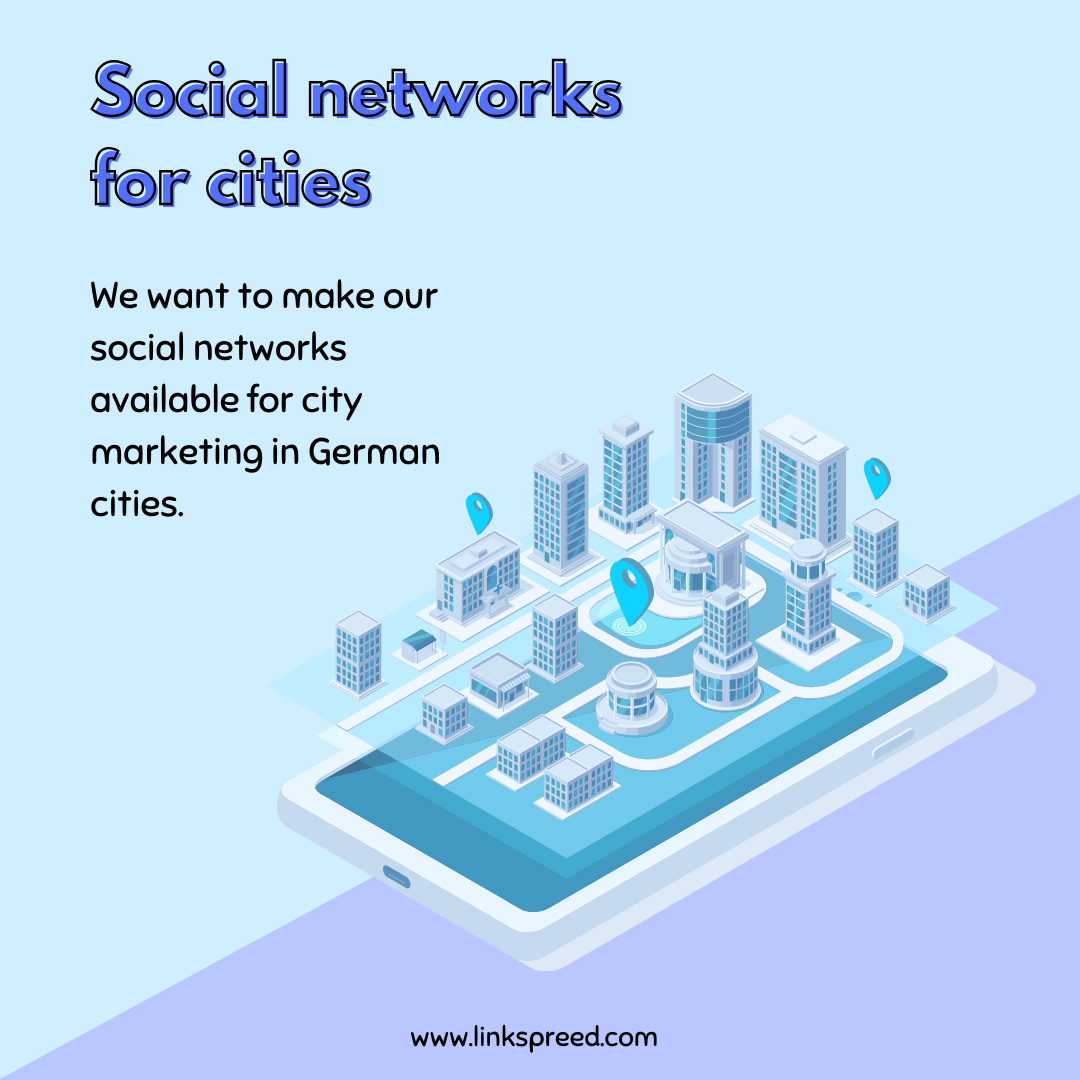 Social networks
for cities
We want to make our
social networks
available for city
marketing in German
cities.
www.linkspreed.com